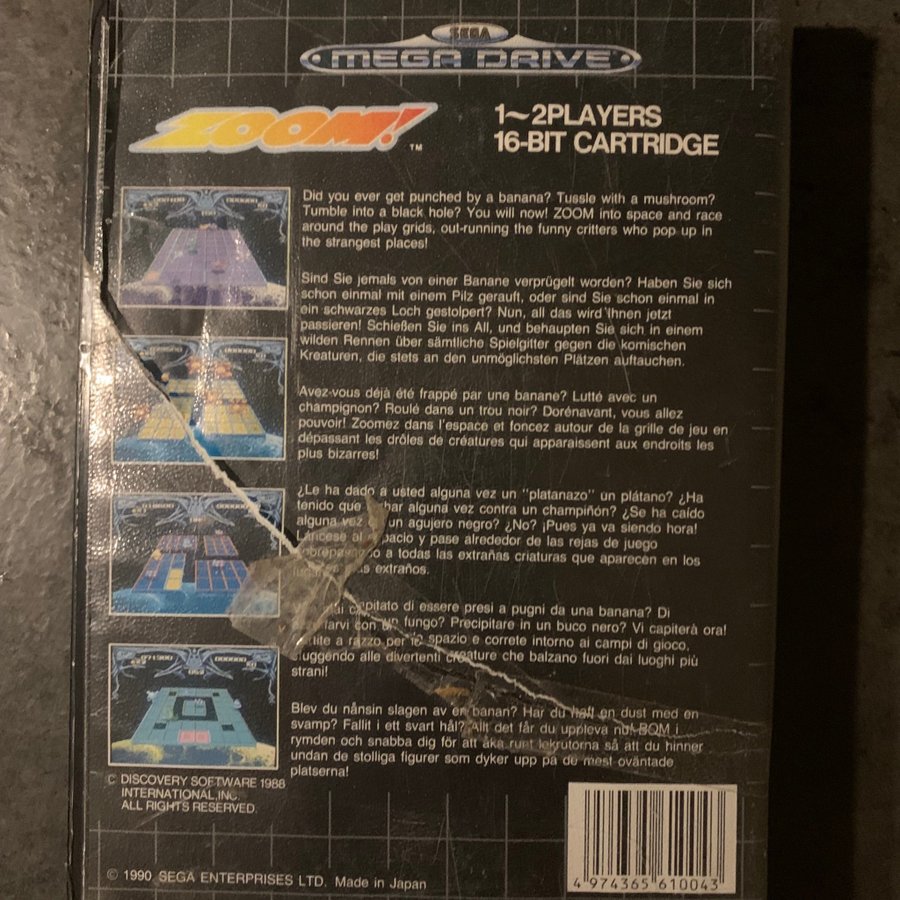 SEGA
MEGA DRIVE
ZOOM!
™
1~2PLAYERS
16-BIT CARTRIDGE
Did you ever get punched by a banana? Tussle with a mushroom?
Tumble into a black hole? You will now! ZOOM into space and race
around the play grids, out-running the funny critters who pop up in
the strangest places!
Sind Sie jemals von einer Banane verprügelt worden? Haben Sie sich
schon einmal mit einem Pilz gerauft, oder sind Sie schon einmal in
ein schwarzes Loch gestolpert? Nun, all das wird Ihnen jetzt
passieren! Schießen Sie ins All, und behaupten Sie sich in einem
wilden Rennen über sämtliche Spielgitter gegen die komischen
Kreaturen, die stets an den unmöglichsten Plätzen auftauchen.
Avez-vous déjà été frappé par une banane? Lutté avec un
champignon? Roulé dans un trou noir? Dorénavant, vous allez
pouvoir! Zoomez dans l'espace et foncez autour de la grille de jeu en
dépassant les drôles de créatures qui apparaissent aux endroits les
plus bizarres!
¿Le ha dado a usted alguna vez un "platanazo" un plátano? ¿Ha
tenido que alguna vez contra un champiñón? ¿Se ha caído
alguna vez un agujero negro? ¿No? ¡Pues ya va siendo hora!
Láncese al y pase alrededor de las rejas de juego
a todas las extrañas criaturas que aparecen en los
extraños.
di essere presi a pugni da una banana? Di
con un fungo? Precipitare in un buco nero? Vi capiterà ora!
a razzo per lo spazio e correte intorno ai campi di gioco,
sfuggendo alle divertenti creature che balzano fuori dai luoghi più
strani!
Blev du nånsin slagen av en banan? Har du haft en dust med en
svamp? Fallit i ett svart hål? Allt det får du uppleva nu! BOM i
rymden och snabba dig för att åka runt lekrutorna så att du hinner
undan de stolliga figurer som dyker upp på de mest oväntade
platserna!
© DISCOVERY SOFTWARE 1988
INTERNATIONAL,INC.
ALL RIGHTS RESERVED.
© 1990 SEGA ENTERPRISES LTD. Made in Japan
4 974365 610043